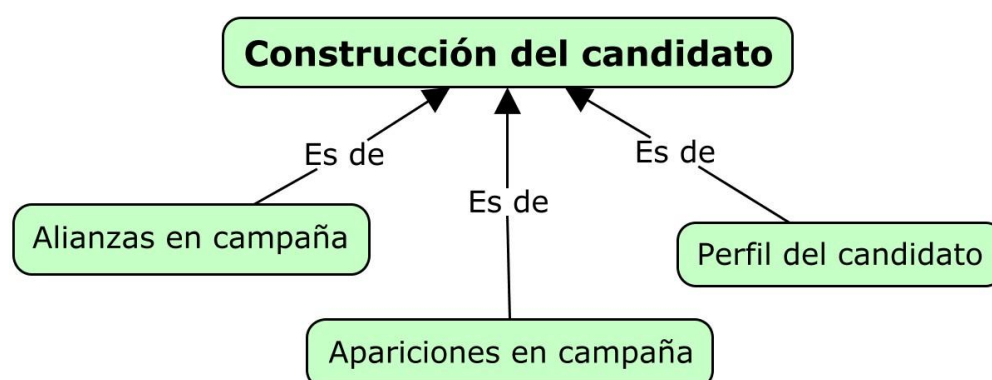 Construcción del candidato
Es de
Es de
Es de
Alianzas en campaña
Perfil del candidato
Apariciones en campaña